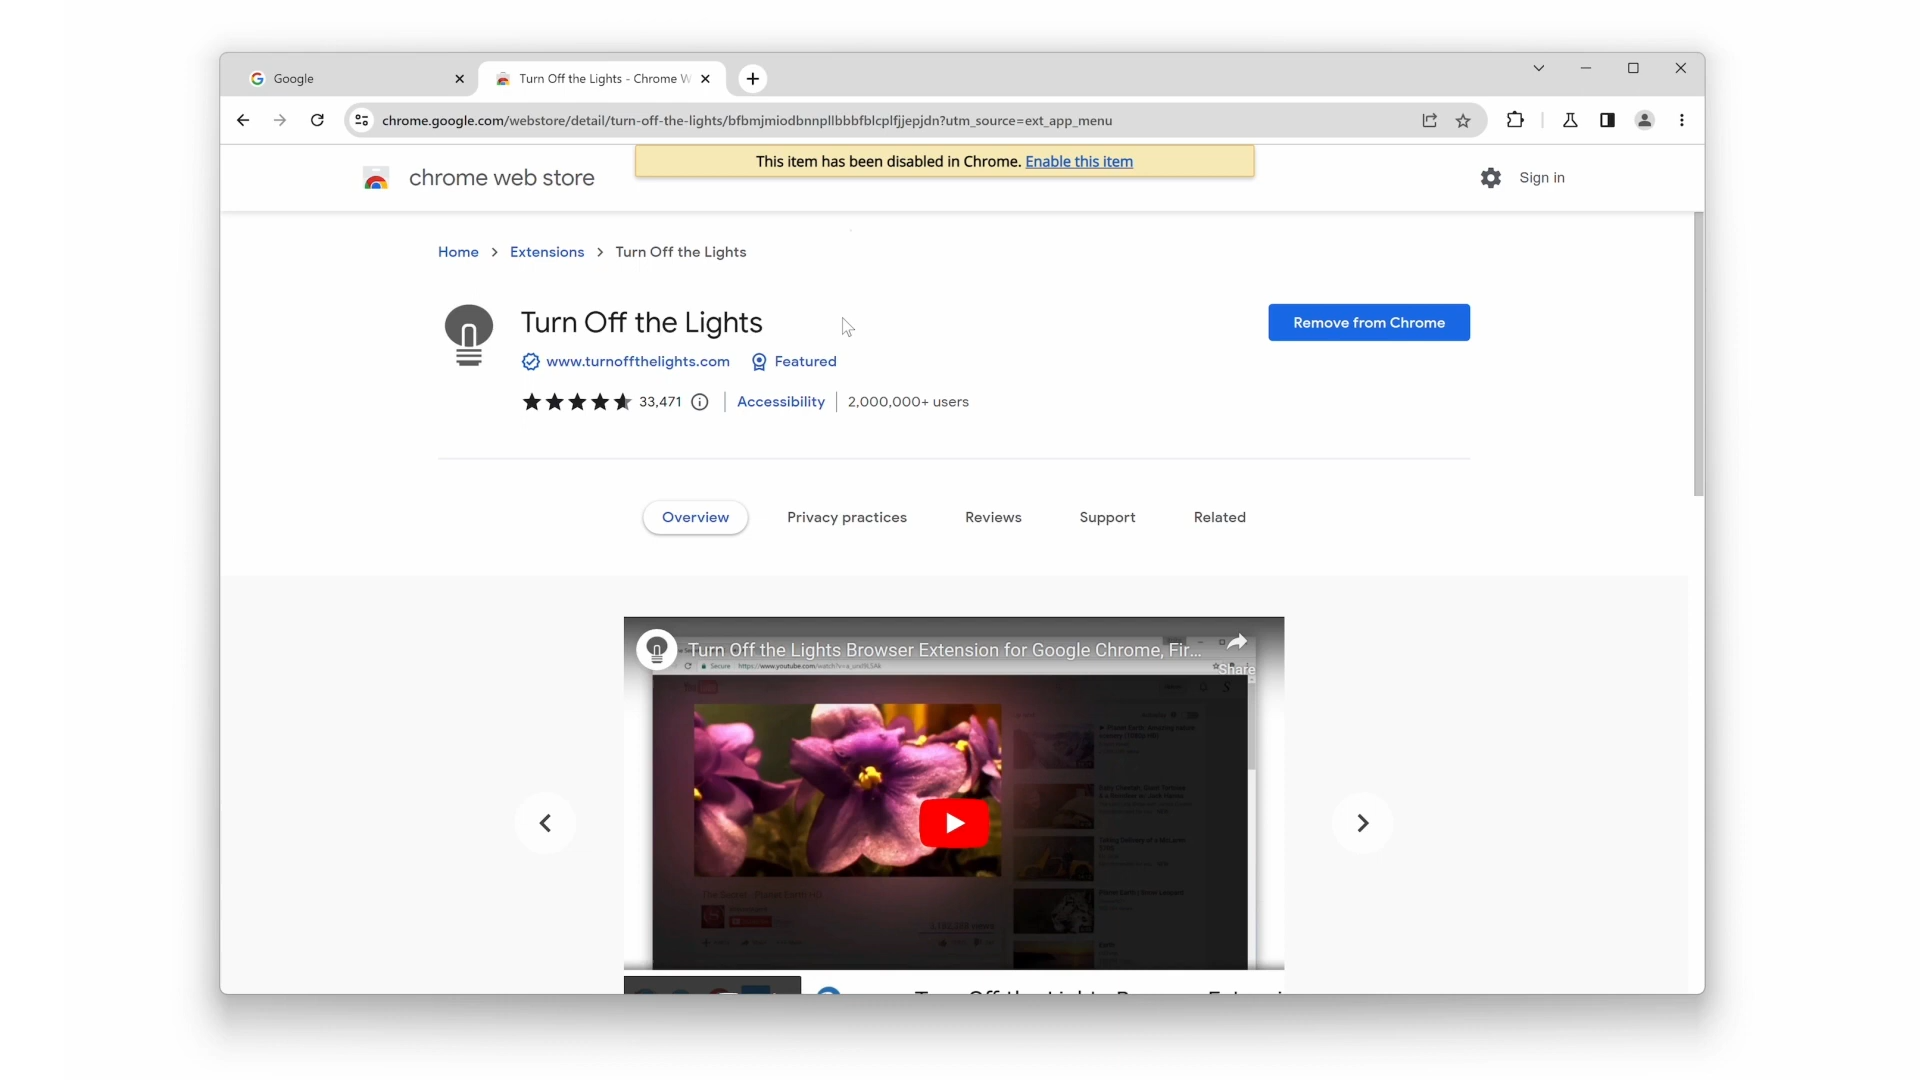 Google
Turn Off the Lights - Chrome W
chrome.google.com/webstore/detail/turn-off-the-lights/bfbmjmiodbnnpllbbbfblcplfjjepjdn?utm_source=ext_app_menu
This item has been disabled in Chrome. Enable this item
chrome web store
Sign in
Home > Extensions > Turn Off the Lights
Turn Off the Lights
Remove from Chrome
www.turnoffthelights.com Featured
33,471 Accessibility 2,000,000+ users
Overview Privacy practices Reviews Support Related
Turn Off the Lights Browser Extension for Google Chrome, Fir...
Share
Secure